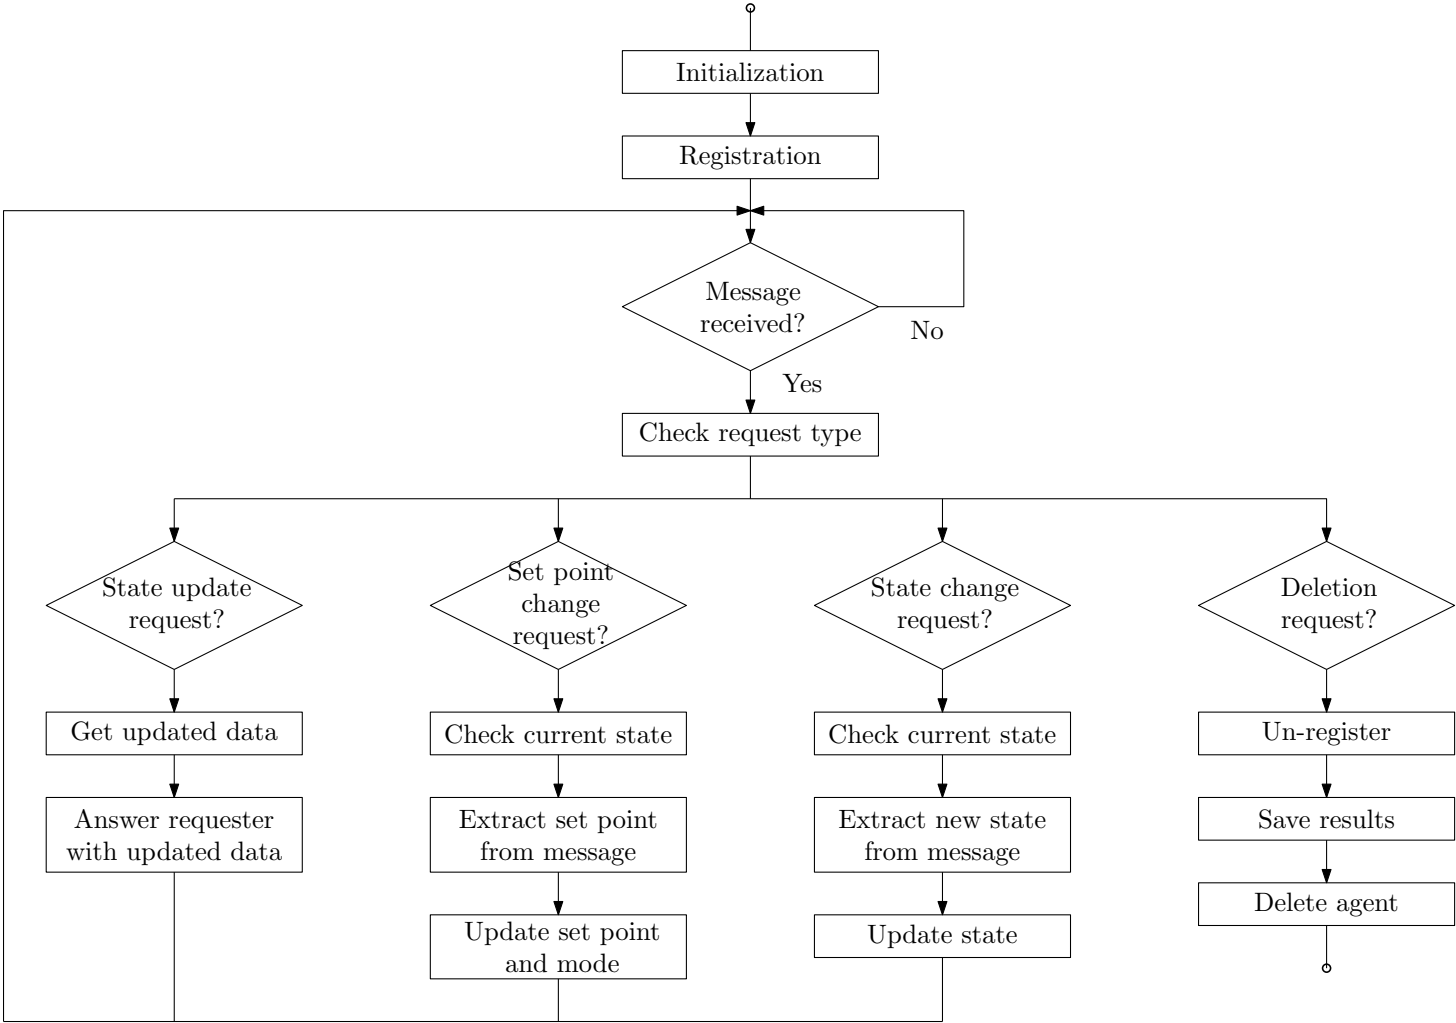 Initialization
Registration
Message
received?
No
Yes
Check request type
State update
request?
Set point
change
request?
State change
request?
Deletion
request?
Get updated data
Check current state
Check current state
Un-register
Answer requester
with updated data
Extract set point
from message
Extract new state
from message
Save results
Update set point
and mode
Update state
Delete agent